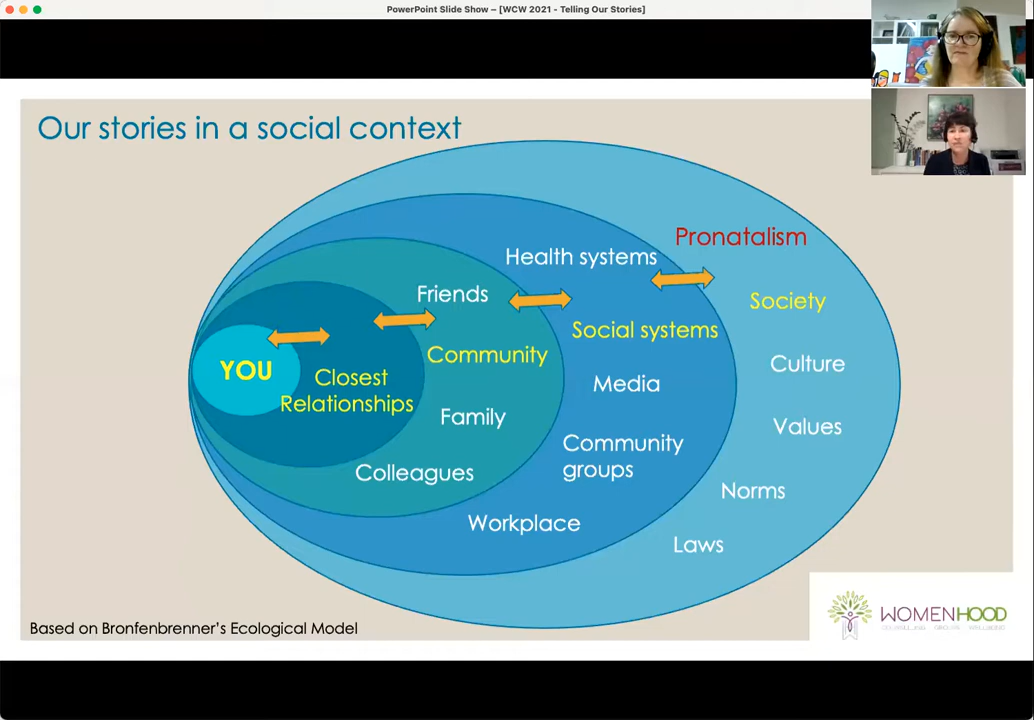 PowerPoint Slide Show – [WCW 2021 - Telling Our Stories]
Our stories in a social context
Pronatalism
Health systems
Friends
Society
Social systems
Community
YOU
Closest
Relationships
Culture
Media
Family
Values
Community
groups
Colleagues
Norms
Workplace
Laws
Based on Bronfenbrenner's Ecological Model
WOMENHOOD